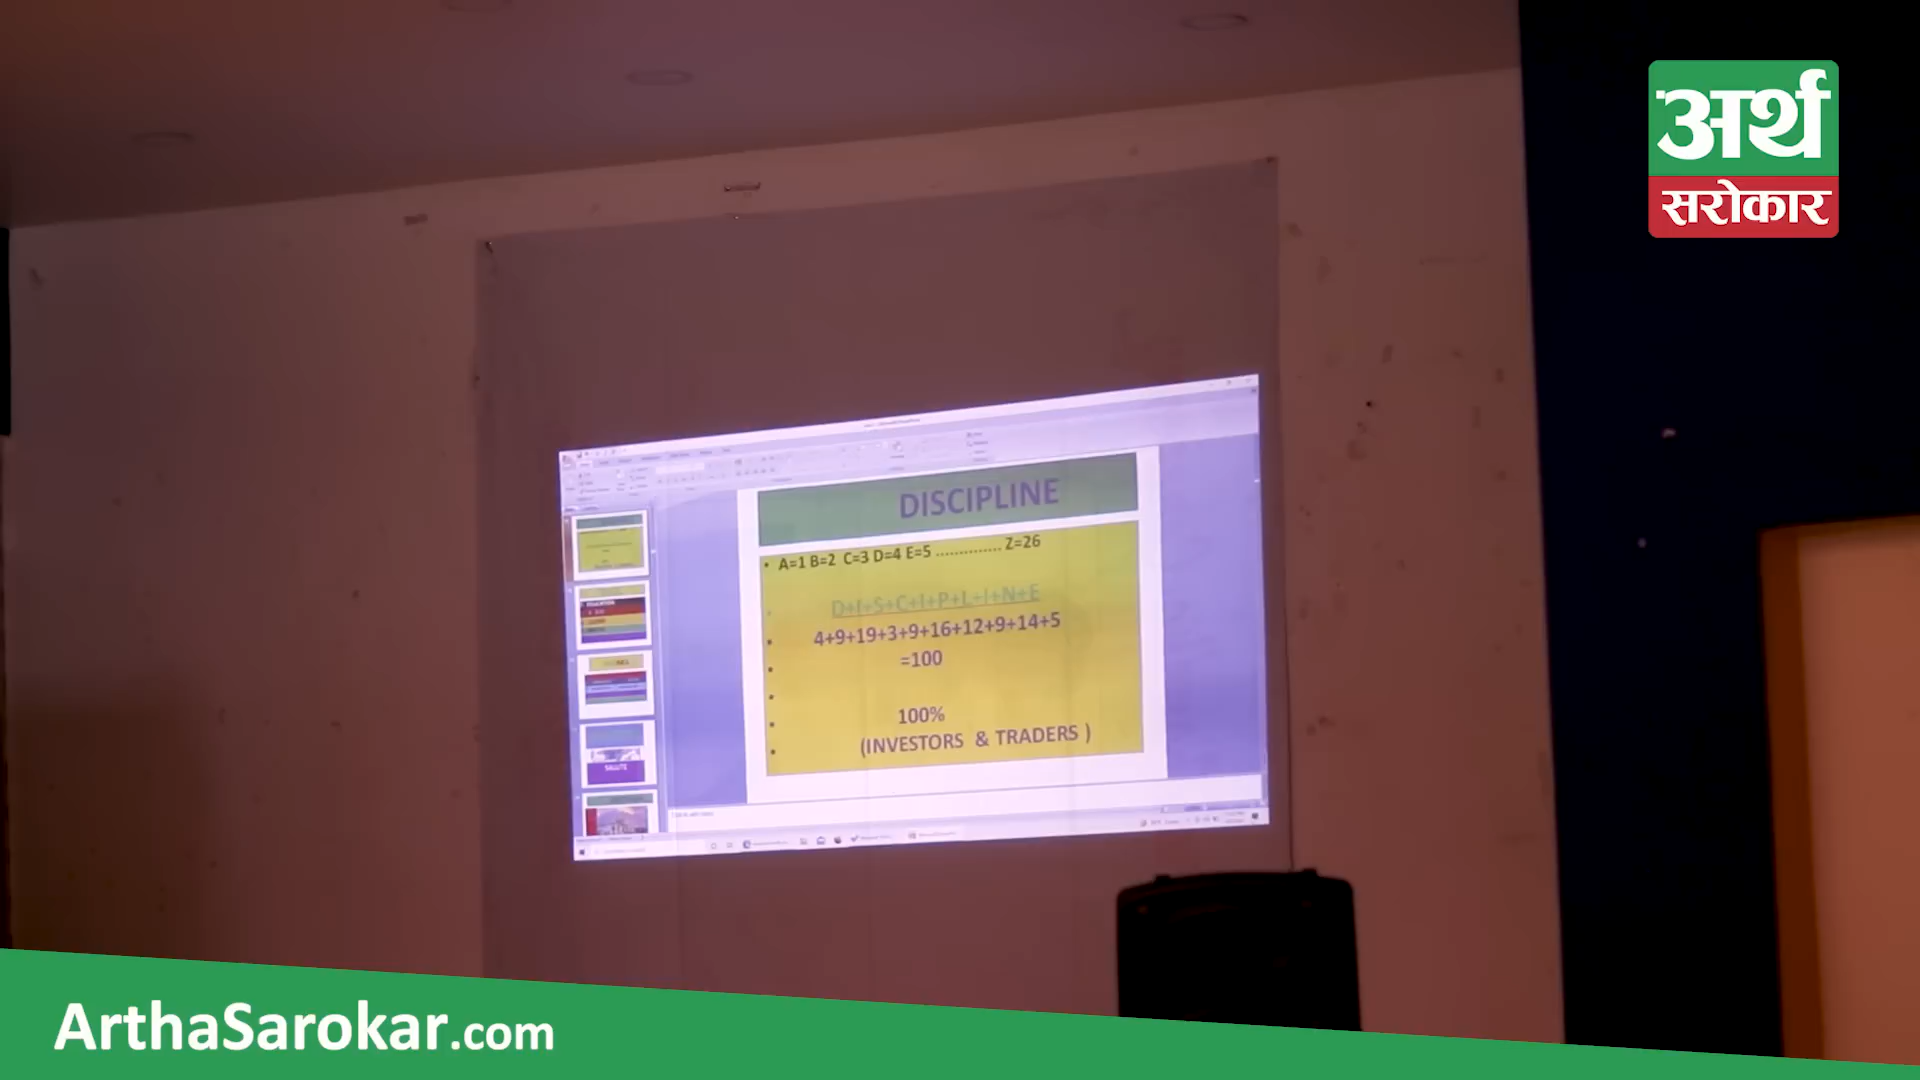 अर्थ
सरोकार
DISCIPLINE
• A=1 B=2 C=3 D=4 E=5 .............. Z=26
• D+I+S+C+I+P+L+I+N+E
• 4+9+19+3+9+16+12+9+14+5
• =100
•
• 100%
• (INVESTORS & TRADERS )
SALUTE
ArthaSarokar.com